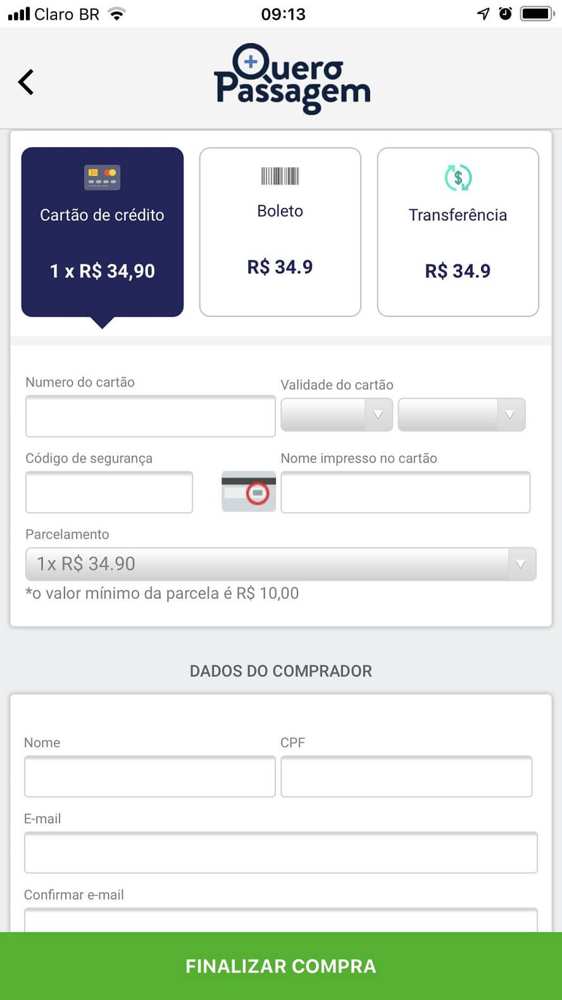 Claro BR
09:13
Quero
Passagem
Cartão de crédito
1 x R$ 34,90
Boleto
R$ 34.9
Transferência
R$ 34.9
Numero do cartão
Validade do cartão
Código de segurança
Nome impresso no cartão
Parcelamento
1x R$ 34.90
*o valor mínimo da parcela é R$ 10,00
DADOS DO COMPRADOR
Nome
CPF
E-mail
Confirmar e-mail
FINALIZAR COMPRA